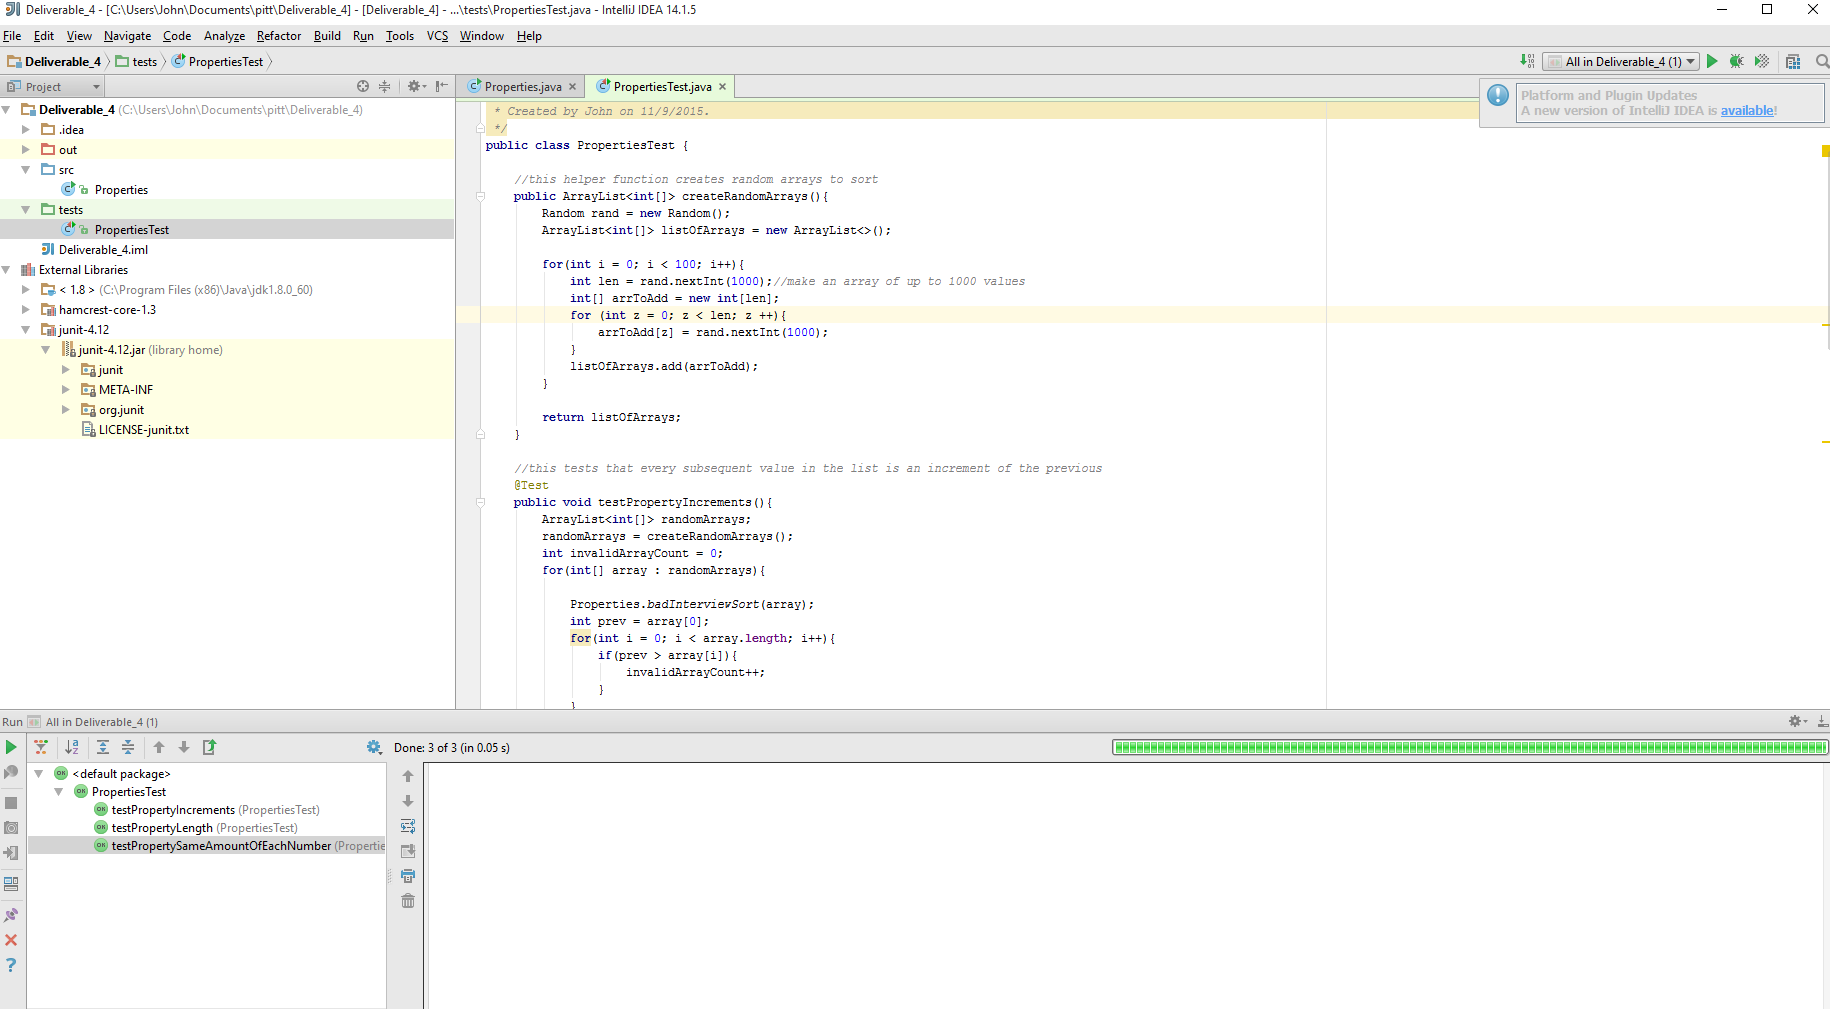 Deliverable_4 - [C:\Users\John\Documents\pitt\Deliverable_4] - [Deliverable_4] - ...\tests\PropertiesTest.java - IntelliJ IDEA 14.1.5
File Edit View Navigate Code Analyze Refactor Build Run Tools VCS Window Help
Deliverable_4 tests PropertiesTest All in Deliverable_4 (1)
Project Properties.java PropertiesTest.java
Platform and Plugin Updates
A new version of IntelliJ IDEA is available!
Deliverable_4 (C:\Users\John\Documents\pitt\Deliverable_4)
.idea
out
src
Properties
tests
PropertiesTest
Deliverable_4.iml
External Libraries
< 1.8 > (C:\Program Files (x86)\Java\jdk1.8.0_60)
hamcrest-core-1.3
junit-4.12
junit-4.12.jar (library home)
junit
META-INF
org.junit
LICENSE-junit.txt
* Created by John on 11/9/2015.
*/
public class PropertiesTest {
//this helper function creates random arrays to sort
public ArrayList<int[]> createRandomArrays(){
Random rand = new Random();
ArrayList<int[]> listOfArrays = new ArrayList<>();
for(int i = 0; i < 100; i++){
int len = rand.nextInt(1000);//make an array of up to 1000 values
int[] arrToAdd = new int[len];
for (int z = 0; z < len; z ++){
arrToAdd[z] = rand.nextInt(1000);
}
listOfArrays.add(arrToAdd);
}
return listOfArrays;
}
//this tests that every subsequent value in the list is an increment of the previous
@Test
public void testPropertyIncrements(){
ArrayList<int[]> randomArrays;
randomArrays = createRandomArrays();
int invalidArrayCount = 0;
for(int[] array : randomArrays){
Properties.badInterviewSort(array);
int prev = array[0];
for(int i = 0; i < array.length; i++){
if(prev > array[i]){
invalidArrayCount++;
}
}
Run All in Deliverable_4 (1)
Done: 3 of 3 (in 0.05 s)
<default package>
PropertiesTest
testPropertyIncrements (PropertiesTest)
testPropertyLength (PropertiesTest)
testPropertySameAmountOfEachNumber (Propertie